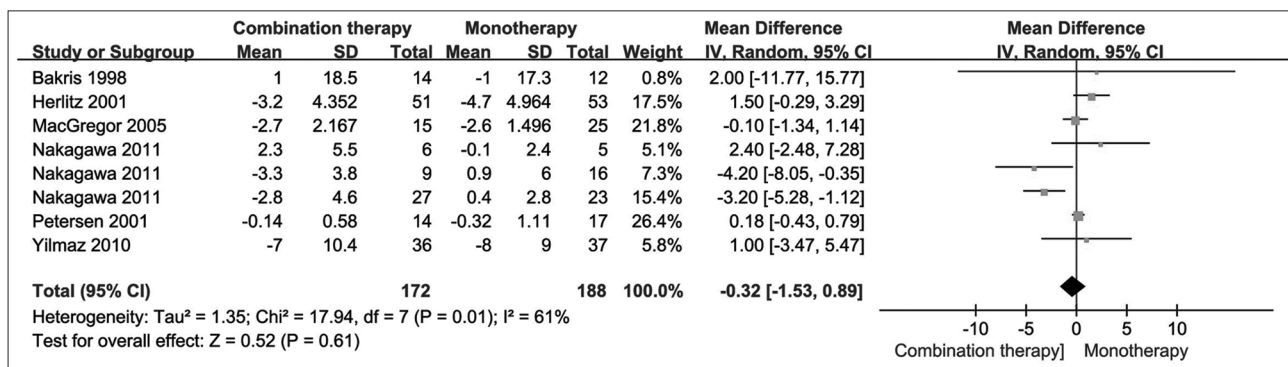 Combination therapy Monotherapy Mean Difference Mean Difference
Study or Subgroup Mean SD Total Mean SD Total Weight IV, Random, 95% CI IV, Random, 95% CI
Bakris 1998 1 18.5 14 -1 17.3 12 0.8% 2.00 [-11.77, 15.77]
Herlitz 2001 -3.2 4.352 51 -4.7 4.964 53 17.5% 1.50 [-0.29, 3.29]
MacGregor 2005 -2.7 2.167 15 -2.6 1.496 25 21.8% -0.10 [-1.34, 1.14]
Nakagawa 2011 2.3 5.5 6 -0.1 2.4 5 5.1% 2.40 [-2.48, 7.28]
Nakagawa 2011 -3.3 3.8 9 0.9 6 16 7.3% -4.20 [-8.05, -0.35]
Nakagawa 2011 -2.8 4.6 27 0.4 2.8 23 15.4% -3.20 [-5.28, -1.12]
Petersen 2001 -0.14 0.58 14 -0.32 1.11 17 26.4% 0.18 [-0.43, 0.79]
Yilmaz 2010 -7 10.4 36 -8 9 37 5.8% 1.00 [-3.47, 5.47]
Total (95% CI) 172 188 100.0% -0.32 [-1.53, 0.89]
Heterogeneity: Tau² = 1.35; Chi² = 17.94, df = 7 (P = 0.01); I² = 61%
Test for overall effect: Z = 0.52 (P = 0.61)
-10 -5 0 5 10
Combination therapy] Monotherapy